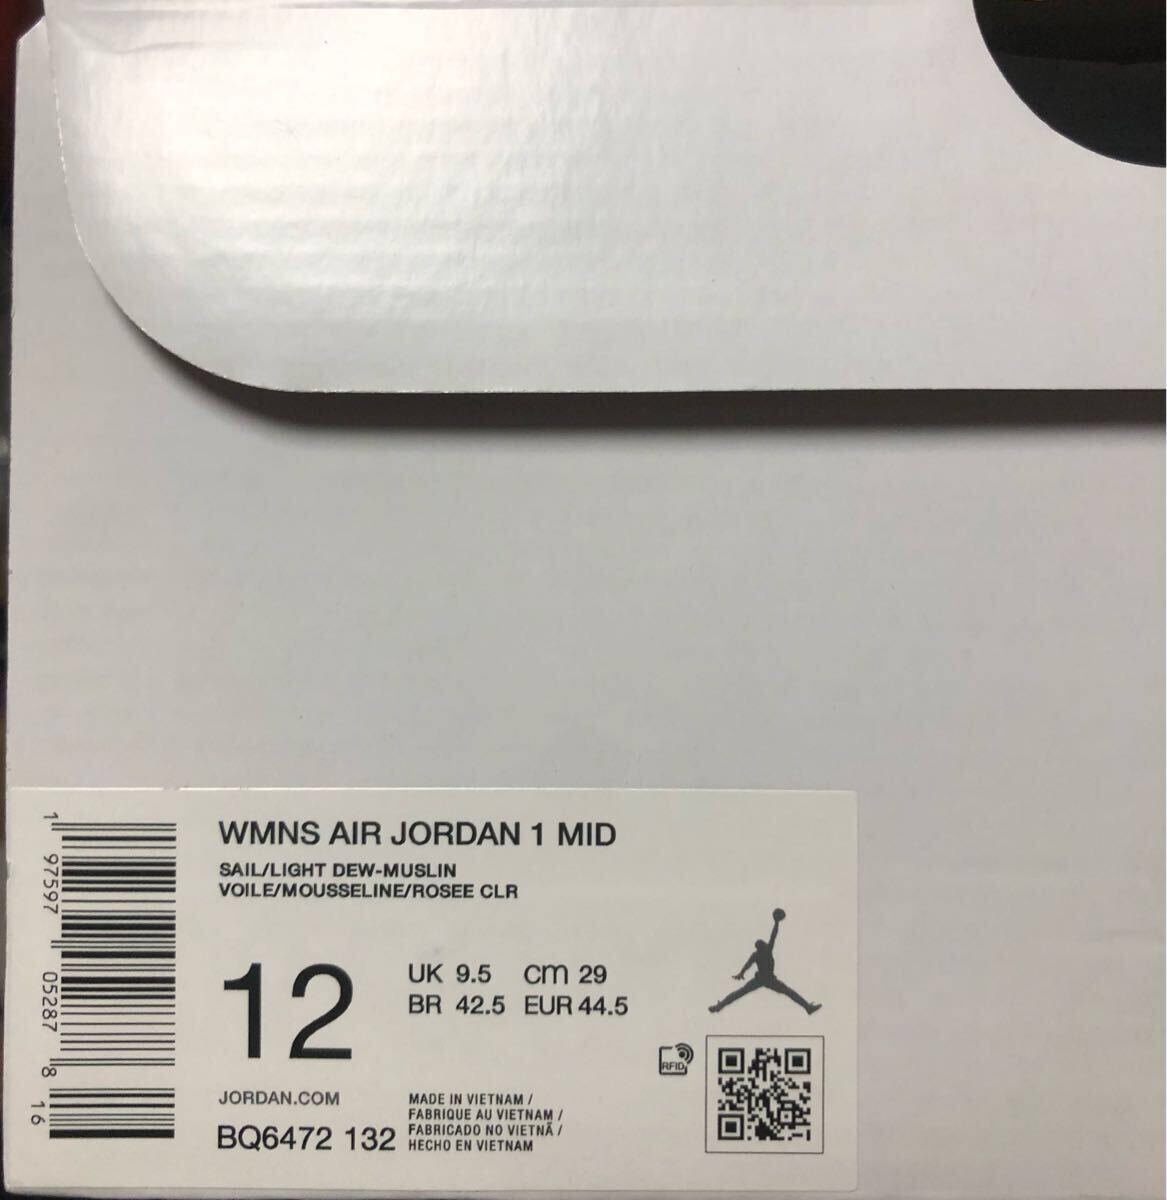 WMNS AIR JORDAN 1 MID
SAIL/LIGHT DEW-MUSLIN
VOILE/MOUSSELINE/ROSEE CLR
12
UK 9.5 cm 29
BR 42.5 EUR 44.5
RFID
JORDAN.COM
BQ6472 132
MADE IN VIETNAM /
FABRIQUE AU VIETNAM /
FABRICADO NO VIETNÃ /
HECHO EN VIETNAM
1 97597 05287 8 16